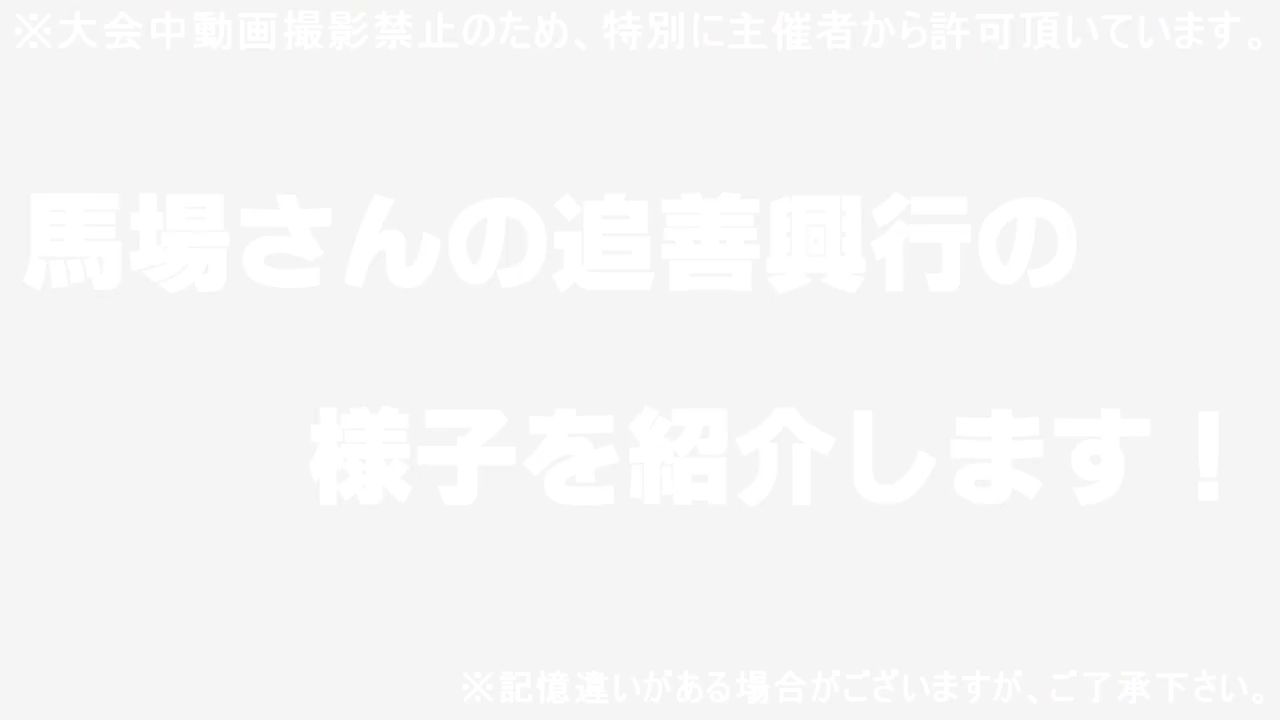 ※大会中動画撮影禁止のため、特別に主催者から許可頂いています。
馬場さんの追善興行の
様子を紹介します！
※記憶違いがある場合がございますが、ご了承下さい。